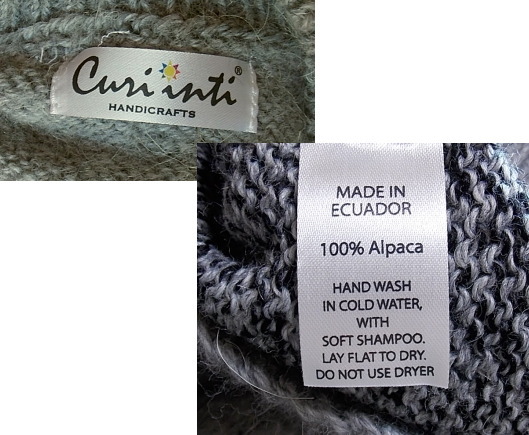 Curi inti®
HANDICRAFTS
MADE IN
ECUADOR
100% Alpaca
HAND WASH
IN COLD WATER,
WITH
SOFT SHAMPOO.
LAY FLAT TO DRY.
DO NOT USE DRYER